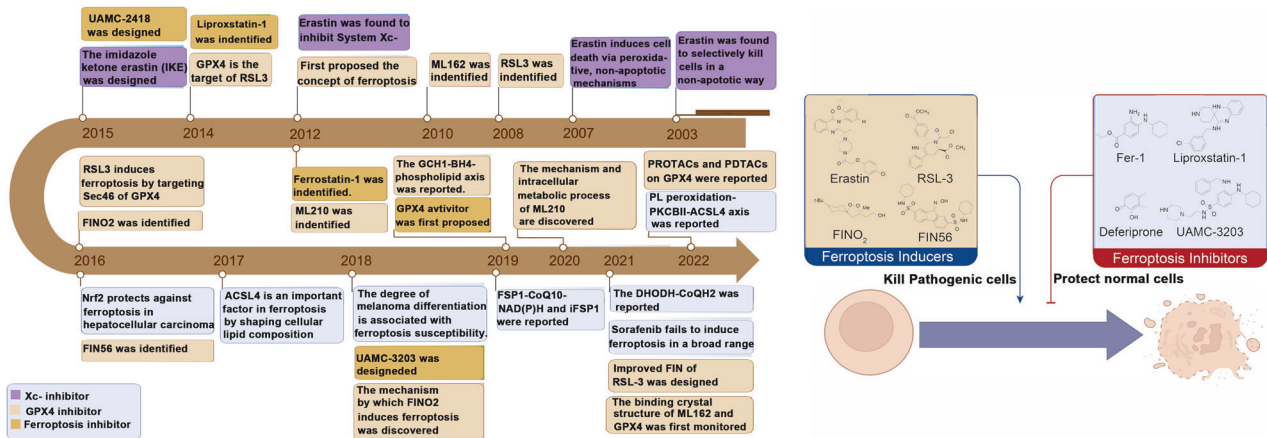 UAMC-2418
was designed
The imidazole
ketone erastin (IKE)
was designed
Liproxstatin-1
was indentified
GPX4 is the
target of RSL3
Erastin was found to
inhibit System Xc-
First proposed the
concept of ferroptosis
ML162 was
indentified
RSL3 was
indentified
Erastin induces cell
death via peroxida-
tive, non-apoptotic
mechanisms
Erastin was found
to selectively kill
cells in a
non-apototic way
2015
2014
2012
2010
2008
2007
2003
RSL3 induces
ferroptosis by targeting
Sec46 of GPX4
FINO2 was identified
Ferrostatin-1 was
indentified.
ML210 was
indentified
The GCH1-BH4-
phospholipid axis
was reported.
GPX4 avtivitor
was first proposed
The mechanism and
intracellular
metabolic process
of ML210
are discovered
PROTACs and PDTACs
on GPX4 were reported
PL peroxidation-
PKCBII-ACSL4 axis
was reported
2016
2017
2018
2019
2020
2021
2022
Nrf2 protects against
ferroptosis in
hepatocellular carcinoma
FIN56 was identified
ACSL4 is an important
factor in ferroptosis
by shaping cellular
lipid composition
The degree of
melanoma differentiation
is associated with
ferroptosis susceptibility.
UAMC-3203 was
designeded
The mechanism
by which FINO2
induces ferroptosis
was discovered
FSP1-CoQ10-
NAD(P)H and iFSP1
were reported
The DHODH-CoQH2 was
reported
Sorafenib fails to induce
ferroptosis in a broad range
Improved FIN of
RSL-3 was designed
The binding crystal
structure of ML162 and
GPX4 was first monitored
Xc- inhibitor
GPX4 inhibitor
Ferroptosis inhibitor
Erastin
RSL-3
FINO₂
FIN56
Ferroptosis Inducers
Fer-1
Liproxstatin-1
Deferiprone
UAMC-3203
Ferroptosis Inhibitors
Kill Pathogenic cells
Protect normal cells